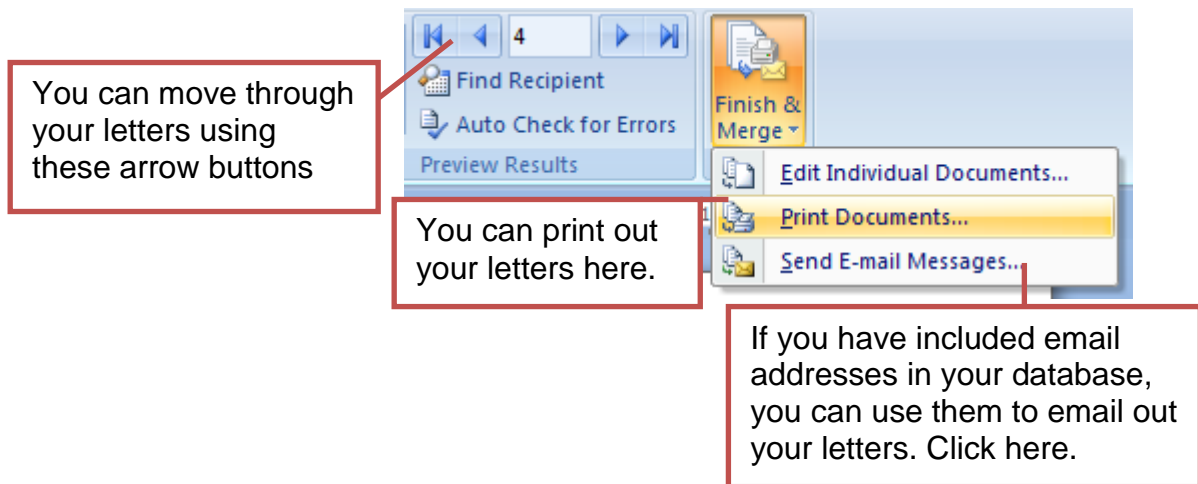 4
Find Recipient
Auto Check for Errors
Preview Results
Finish &
Merge
You can move through
your letters using
these arrow buttons
Edit Individual Documents...
Print Documents...
Send E-mail Messages...
You can print out
your letters here.
1
If you have included email
addresses in your database,
you can use them to email out
your letters. Click here.